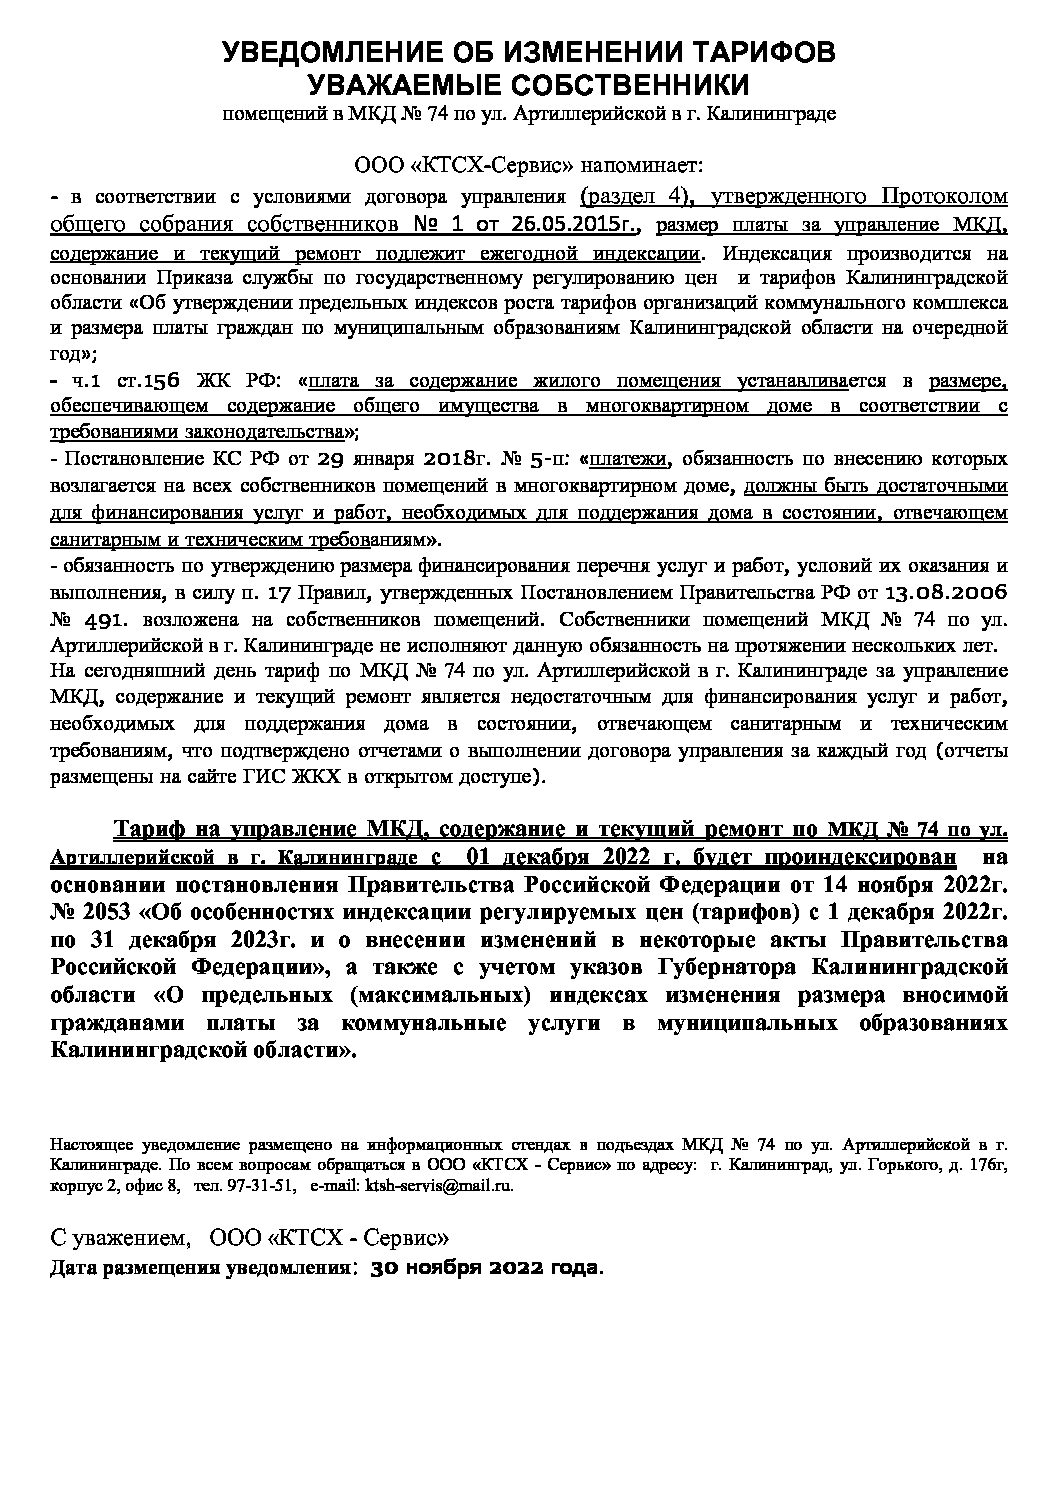 УВЕДОМЛЕНИЕ ОБ ИЗМЕНЕНИИ ТАРИФОВ
УВАЖАЕМЫЕ СОБСТВЕННИКИ
помещений в МКД № 74 по ул. Артиллерийской в г. Калининграде
ООО «КТСХ-Сервис» напоминает:
- в соответствии с условиями договора управления (раздел 4), утвержденного Протоколом
общего собрания собственников № 1 от 26.05.2015г., размер платы за управление МКД,
содержание и текущий ремонт подлежит ежегодной индексации. Индексация производится на
основании Приказа службы по государственному регулированию цен и тарифов Калининградской
области «Об утверждении предельных индексов роста тарифов организаций коммунального комплекса
и размера платы граждан по муниципальным образованиям Калининградской области на очередной
год»;
- ч.1 ст.156 ЖК РФ: «плата за содержание жилого помещения устанавливается в размере,
обеспечивающем содержание общего имущества в многоквартирном доме в соответствии с
требованиями законодательства»;
- Постановление КС РФ от 29 января 2018г. № 5-п: «платежи, обязанность по внесению которых
возлагается на всех собственников помещений в многоквартирном доме, должны быть достаточными
для финансирования услуг и работ, необходимых для поддержания дома в состоянии, отвечающем
санитарным и техническим требованиям».
- обязанность по утверждению размера финансирования перечня услуг и работ, условий их оказания и
выполнения, в силу п. 17 Правил, утвержденных Постановлением Правительства РФ от 13.08.2006
№ 491. возложена на собственников помещений. Собственники помещений МКД № 74 по ул.
Артиллерийской в г. Калининграде не исполняют данную обязанность на протяжении нескольких лет.
На сегодняшний день тариф по МКД № 74 по ул. Артиллерийской в г. Калининграде за управление
МКД, содержание и текущий ремонт является недостаточным для финансирования услуг и работ,
необходимых для поддержания дома в состоянии, отвечающем санитарным и техническим
требованиям, что подтверждено отчетами о выполнении договора управления за каждый год (отчеты
размещены на сайте ГИС ЖКХ в открытом доступе).
Тариф на управление МКД, содержание и текущий ремонт по МКД № 74 по ул.
Артиллерийской в г. Калининграде с 01 декабря 2022 г. будет проиндексирован на
основании постановления Правительства Российской Федерации от 14 ноября 2022г.
№ 2053 «Об особенностях индексации регулируемых цен (тарифов) с 1 декабря 2022г.
по 31 декабря 2023г. и о внесении изменений в некоторые акты Правительства
Российской Федерации», а также с учетом указов Губернатора Калининградской
области «О предельных (максимальных) индексах изменения размера вносимой
гражданами платы за коммунальные услуги в муниципальных образованиях
Калининградской области».
Настоящее уведомление размещено на информационных стендах в подъездах МКД № 74 по ул. Артиллерийской в г.
Калининграде. По всем вопросам обращаться в ООО «КТСХ - Сервис» по адресу: г. Калининград, ул. Горького, д. 176г,
корпус 2, офис 8, тел. 97-31-51, e-mail: ktsh-servis@mail.ru.
С уважением, ООО «КТСХ - Сервис»
Дата размещения уведомления: 30 ноября 2022 года.